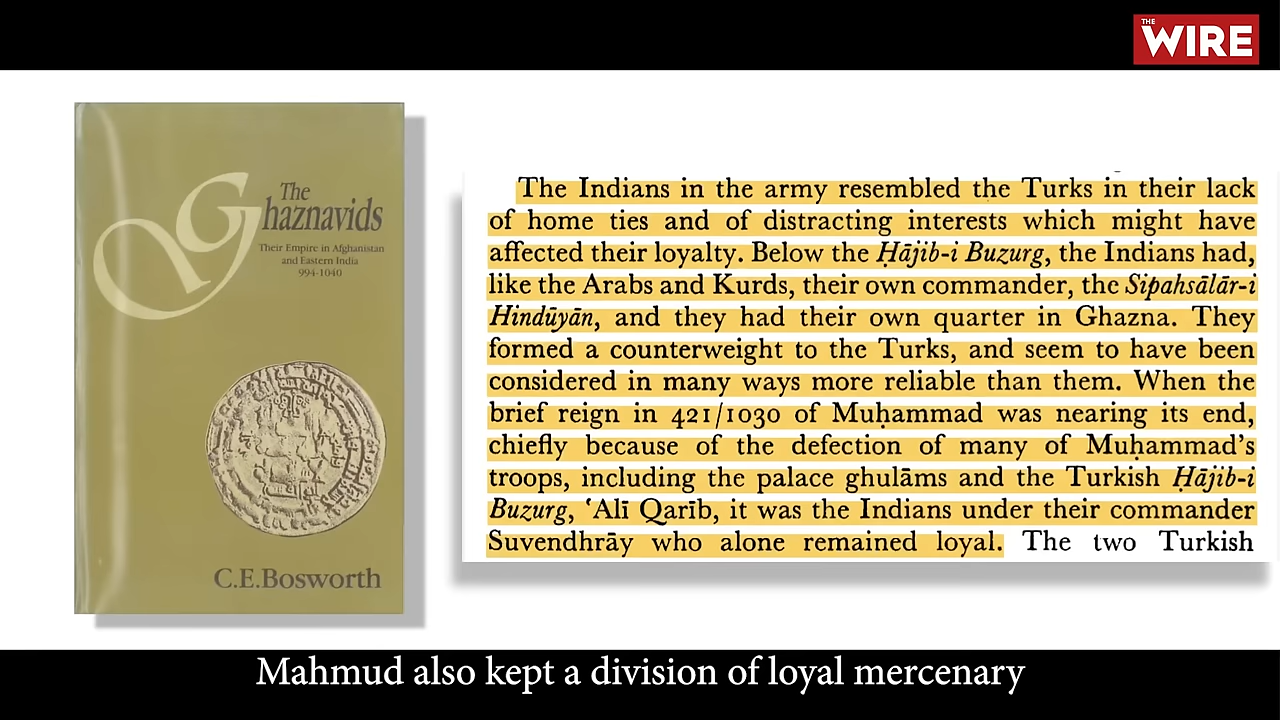 THE
WIRE
The
Ghaznavids
Their Empire in Afghanistan
and Eastern India
994-1040
C.E.Bosworth
The Indians in the army resembled the Turks in their lack
of home ties and of distracting interests which might have
affected their loyalty. Below the Ḥājib-i Buzurg, the Indians had,
like the Arabs and Kurds, their own commander, the Sipahsālār-i
Hindūyān, and they had their own quarter in Ghazna. They
formed a counterweight to the Turks, and seem to have been
considered in many ways more reliable than them. When the
brief reign in 421/1030 of Muḥammad was nearing its end,
chiefly because of the defection of many of Muḥammad’s
troops, including the palace ghulāms and the Turkish Ḥājib-i
Buzurg, ʿAlī Qarīb, it was the Indians under their commander
Suvendhrāy who alone remained loyal. The two Turkish
Mahmud also kept a division of loyal mercenary